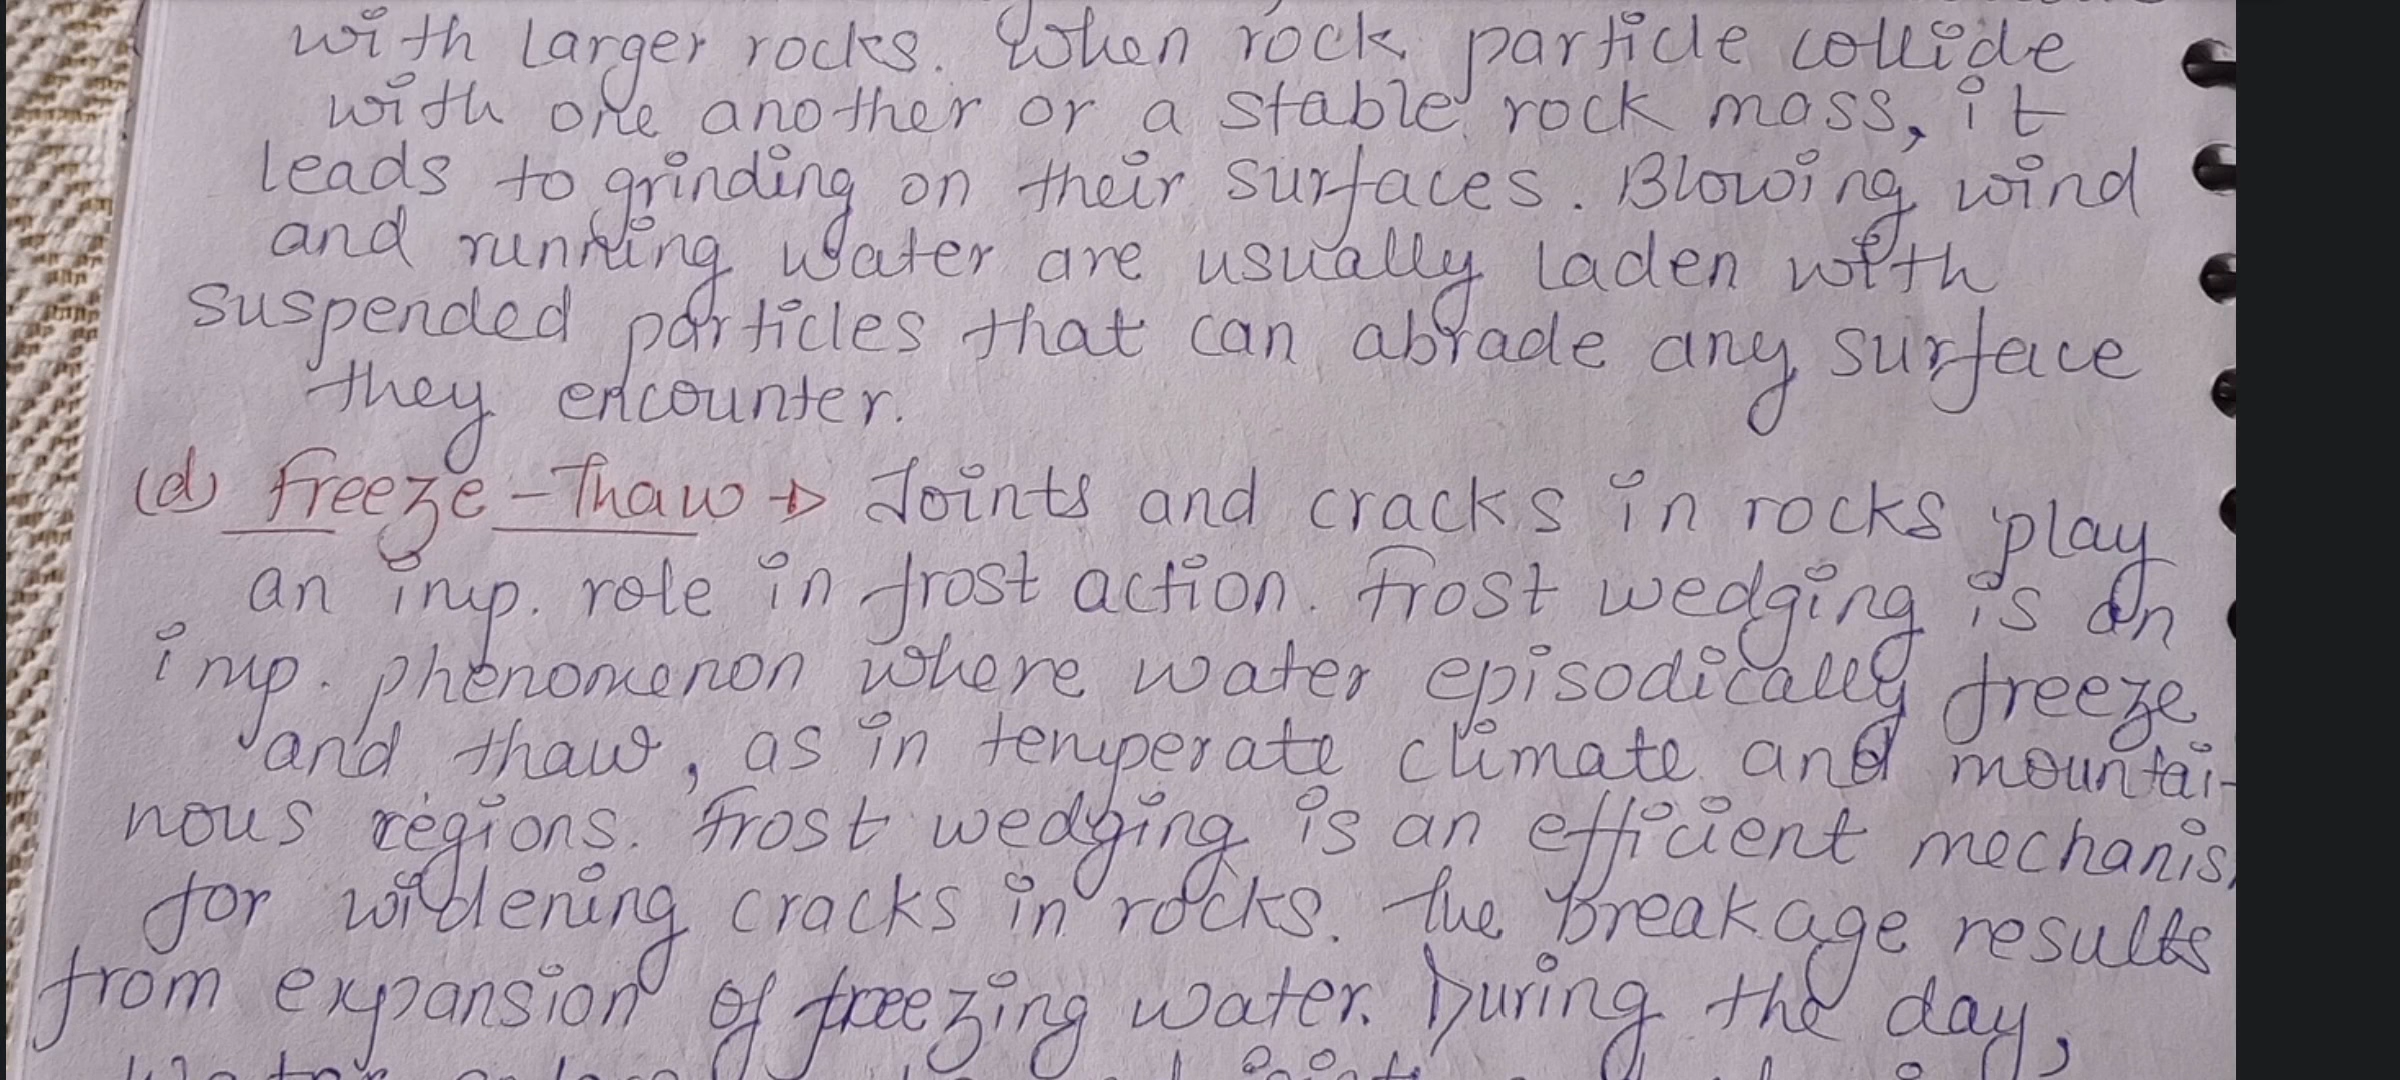 with larger rocks. When rock particle collide
with one another or a stable rock mass, it
leads to grinding on their surfaces. Blowing wind
and running water are usually laden with
suspended particles that can abrade any surface
they encounter.
(d) Freeze-Thaw → Joints and cracks in rocks play
an imp. role in frost action. Frost wedging is an
imp. phenomenon where water episodically freeze
and thaw, as in temperate climate and mountai-
nous regions. Frost wedging is an efficient mechanis
for widening cracks in rocks. The breakage results
from expansion of freezing water. During the day,